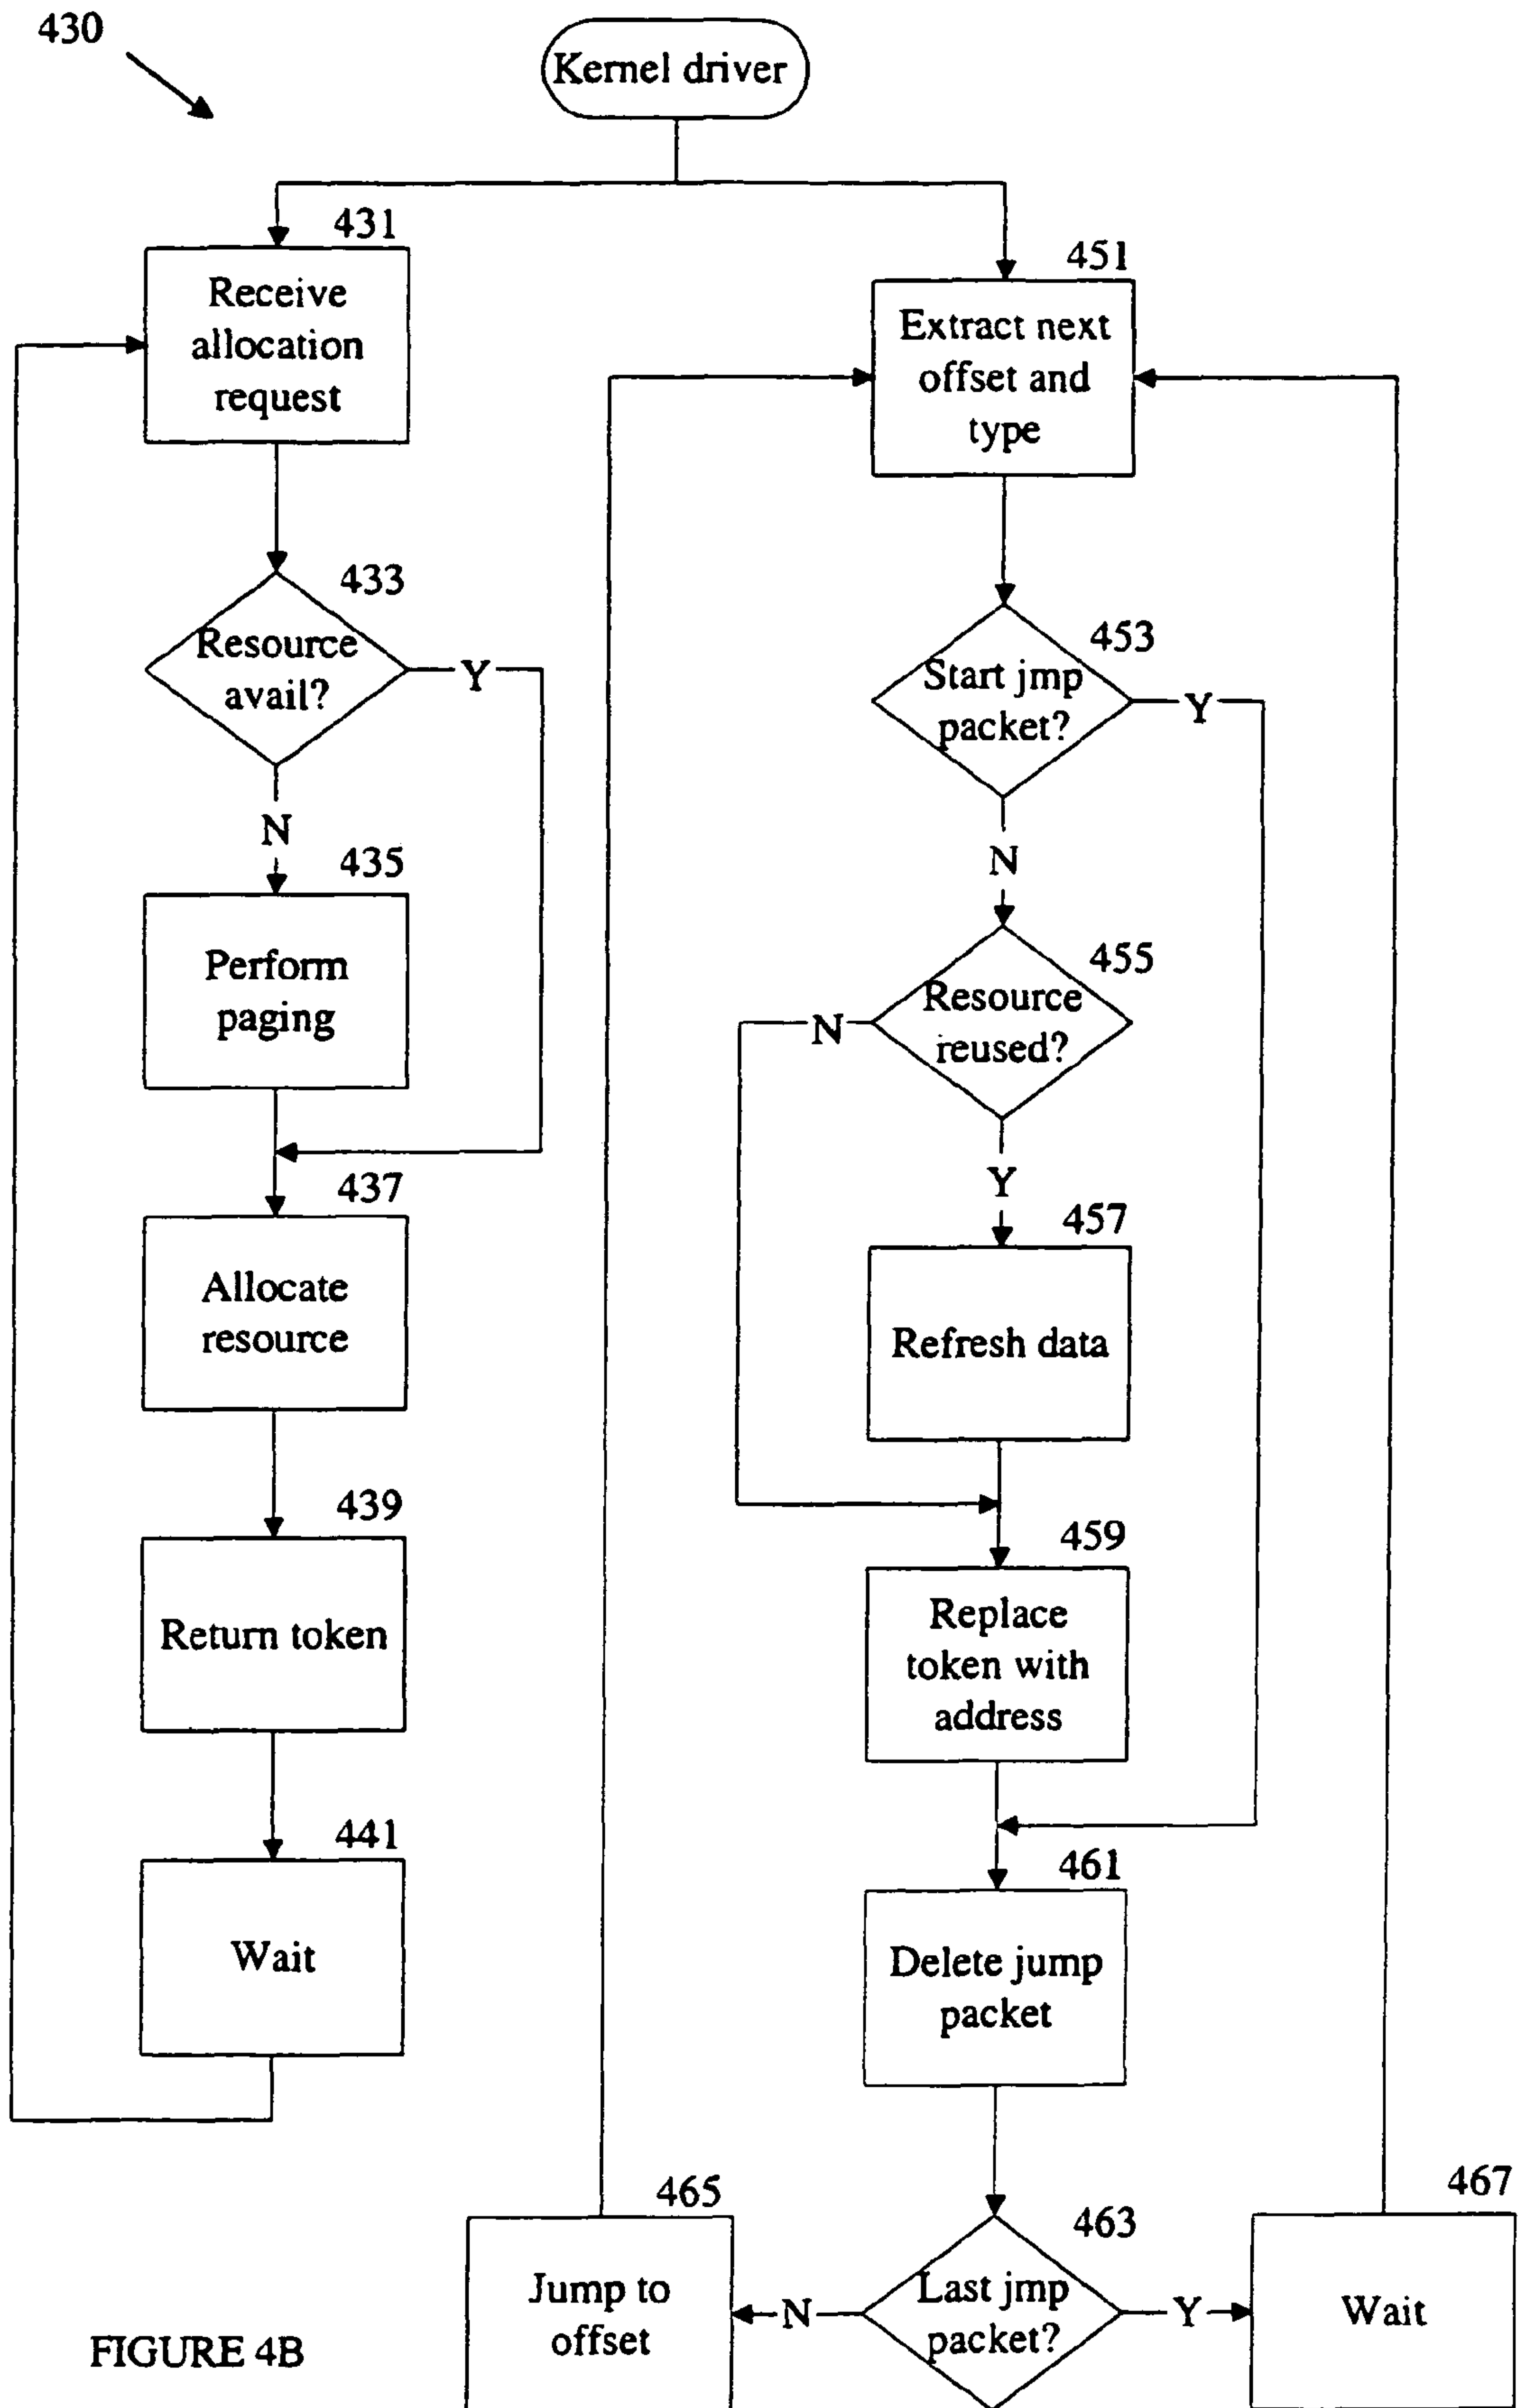 430
Kernel driver
431
Receive
allocation
request
433
Resource
avail?
Y
N
435
Perform
paging
437
Allocate
resource
439
Return token
441
Wait
451
Extract next
offset and
type
453
Start jmp
packet?
Y
N
455
Resource
reused?
N
Y
457
Refresh data
459
Replace
token with
address
461
Delete jump
packet
463
Last jmp
packet?
N
Y
465
Jump to
offset
467
Wait
FIGURE 4B